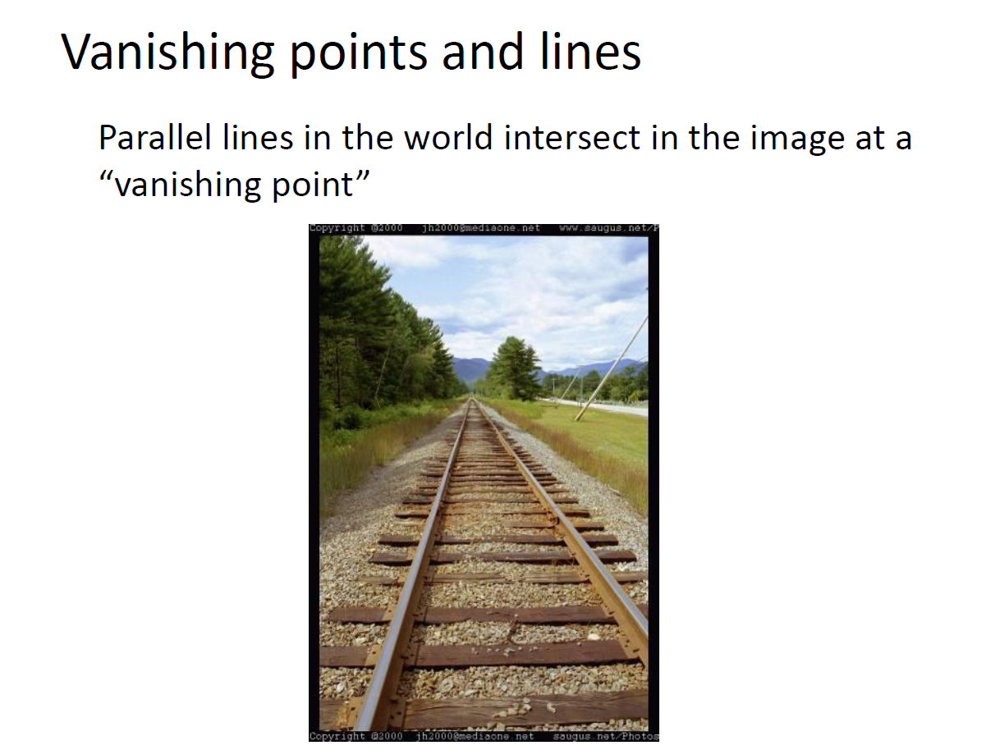 Vanishing points and lines
Parallel lines in the world intersect in the image at a
“vanishing point”
Copyright ©2000 jh2000@mediaone.net www.saugus.net/P
Copyright ©2000 jh2000@mediaone.net saugus.net/Photos